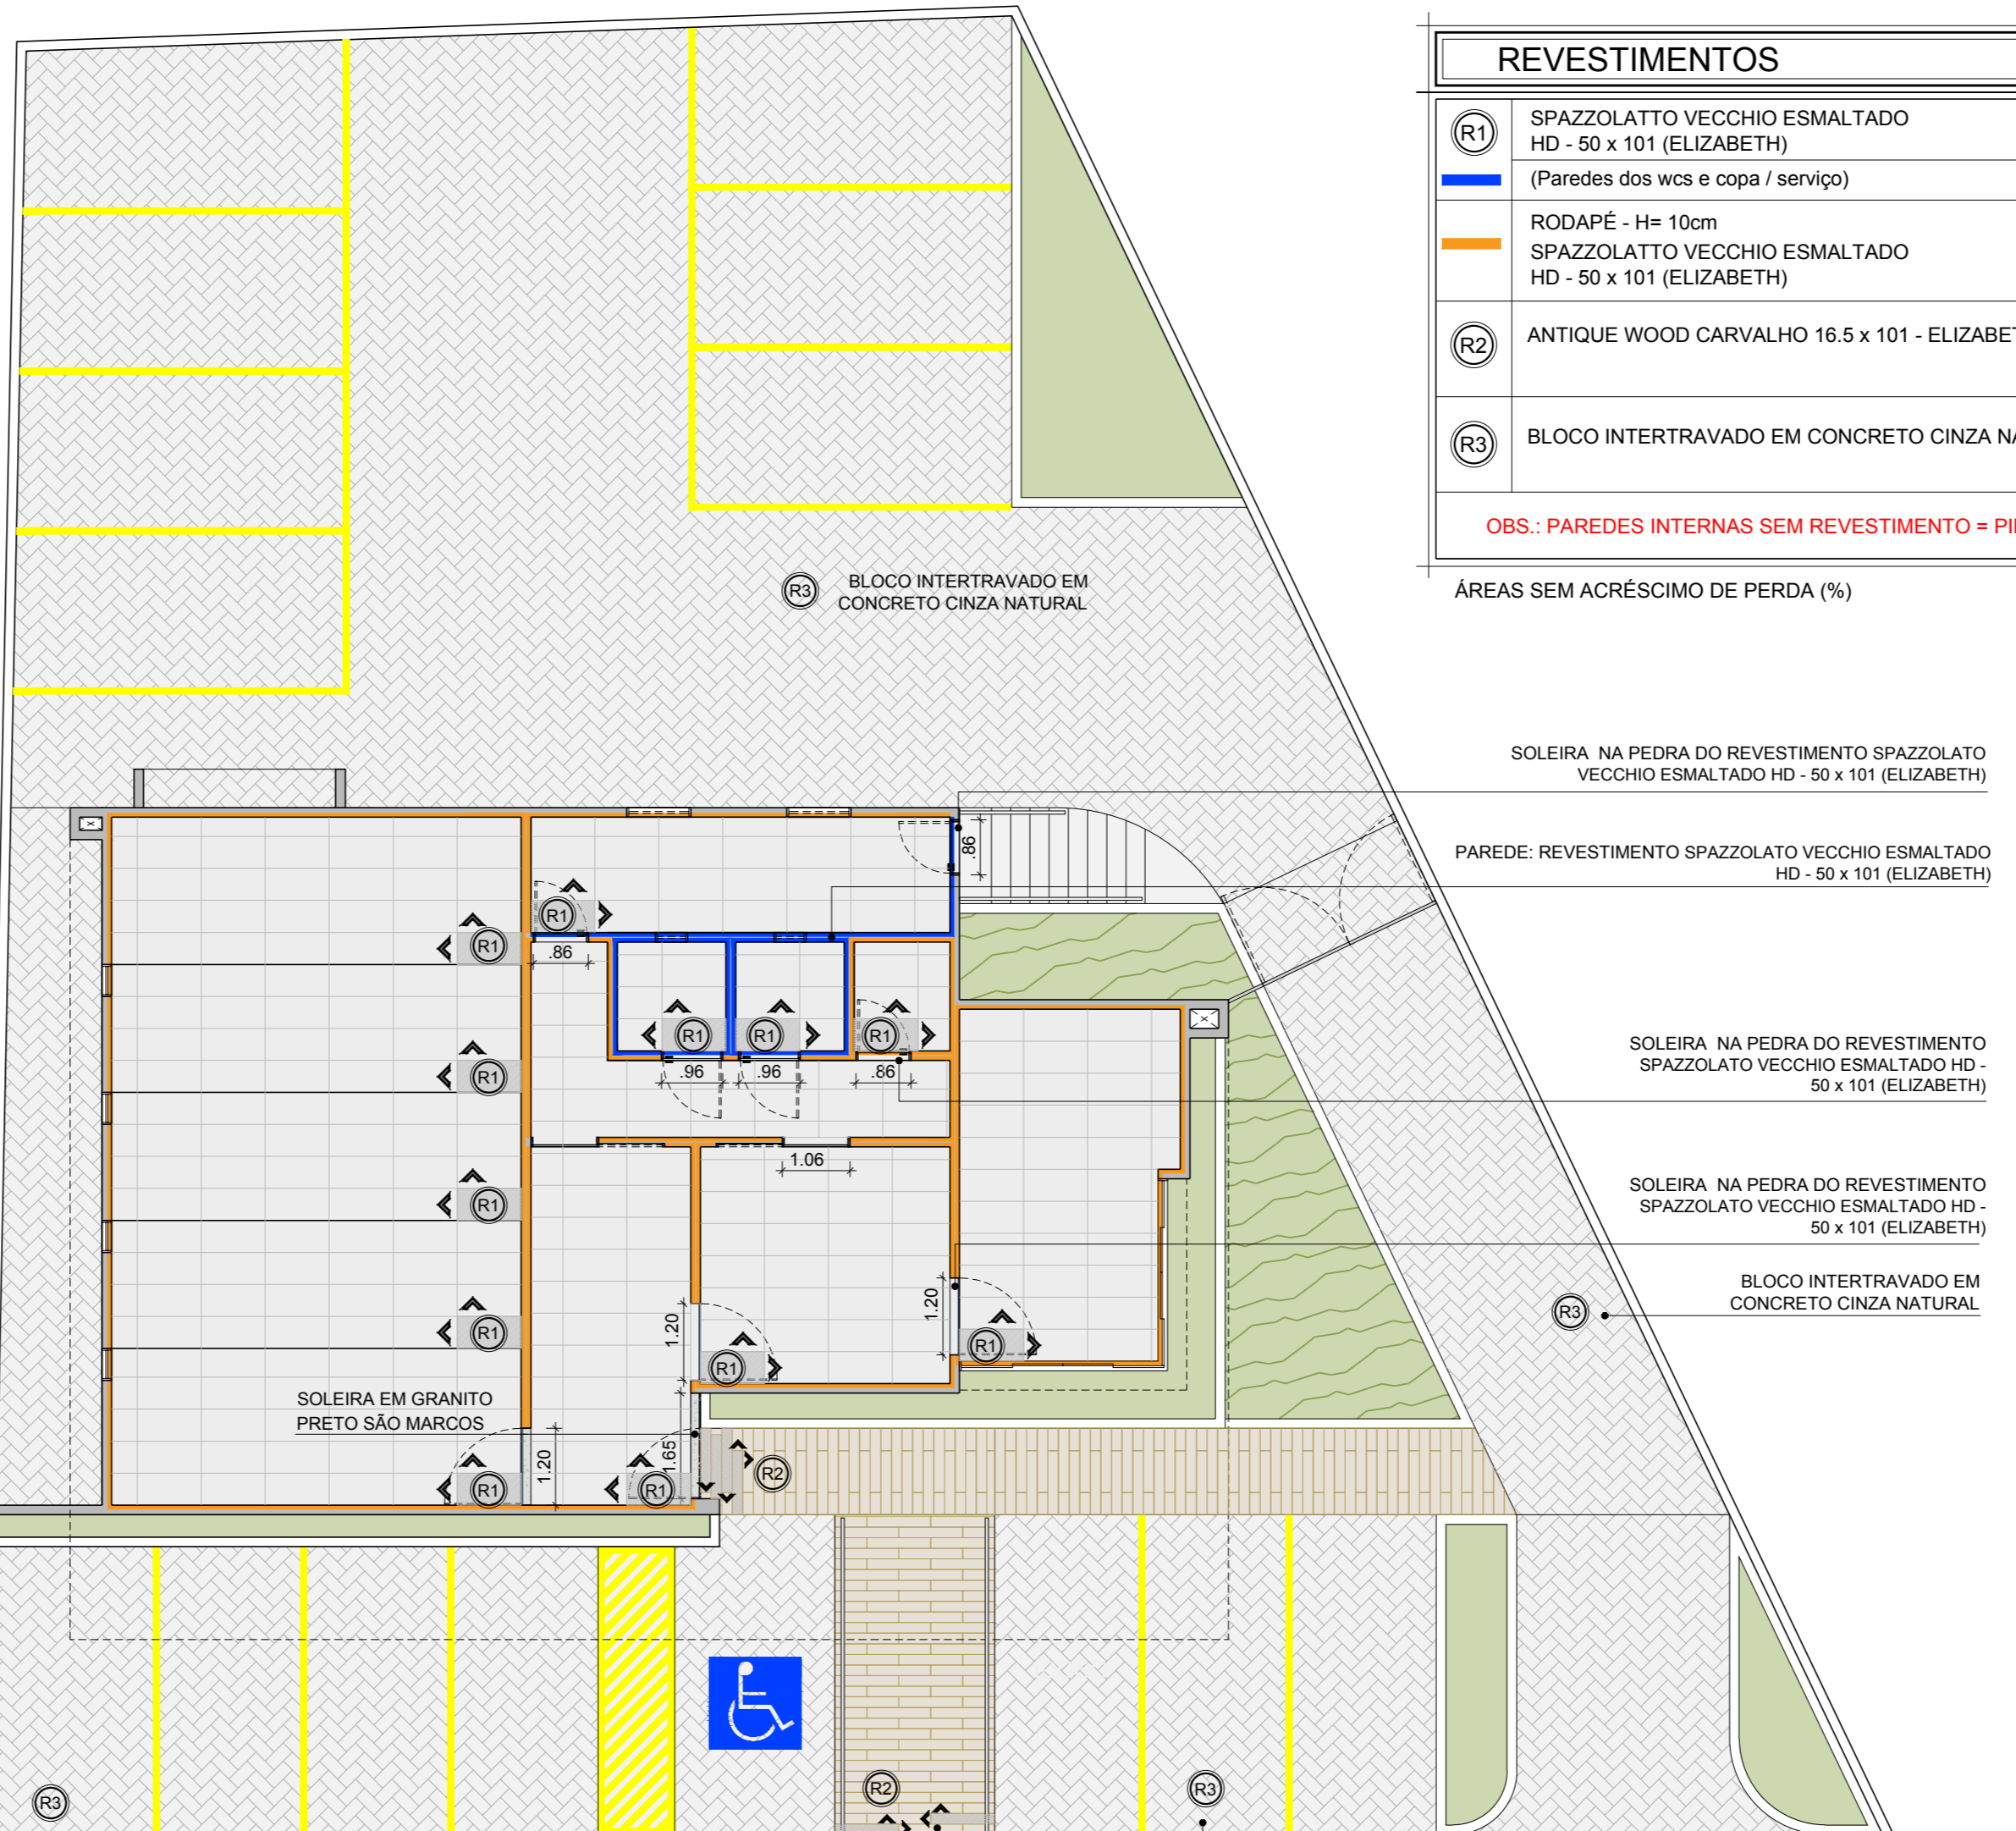 REVESTIMENTOS
R1
SPAZZOLATTO VECCHIO ESMALTADO
HD - 50 x 101 (ELIZABETH)
(Paredes dos wcs e copa / serviço)
RODAPÉ - H= 10cm
SPAZZOLATTO VECCHIO ESMALTADO
HD - 50 x 101 (ELIZABETH)
R2
ANTIQUE WOOD CARVALHO 16.5 x 101 -
R3
BLOCO INTERTRAVADO EM CONCRETO CINZA
OBS.: PAREDES INTERNAS SEM REVESTIMENTO =
ÁREAS SEM ACRÉSCIMO DE PERDA (%)
R3
BLOCO INTERTRAVADO EM
CONCRETO CINZA NATURAL
SOLEIRA NA PEDRA DO REVESTIMENTO SPAZZOLATO
VECCHIO ESMALTADO HD - 50 x 101 (ELIZABETH)
PAREDE: REVESTIMENTO SPAZZOLATO VECCHIO ESMALTADO
HD - 50 x 101 (ELIZABETH)
.86
R1
R1
.86
R1
R1
R1
SOLEIRA NA PEDRA DO REVESTIMENTO
SPAZZOLATO VECCHIO ESMALTADO HD -
50 x 101 (ELIZABETH)
R1
.96
.96
.86
1.06
R1
SOLEIRA NA PEDRA DO REVESTIMENTO
SPAZZOLATO VECCHIO ESMALTADO HD -
50 x 101 (ELIZABETH)
BLOCO INTERTRAVADO EM
CONCRETO CINZA NATURAL
R3
1.20
1.20
R1
R1
R1
SOLEIRA EM GRANITO
PRETO SÃO MARCOS
1.20
1.65
R1
R1
R2
R3
R2
R3